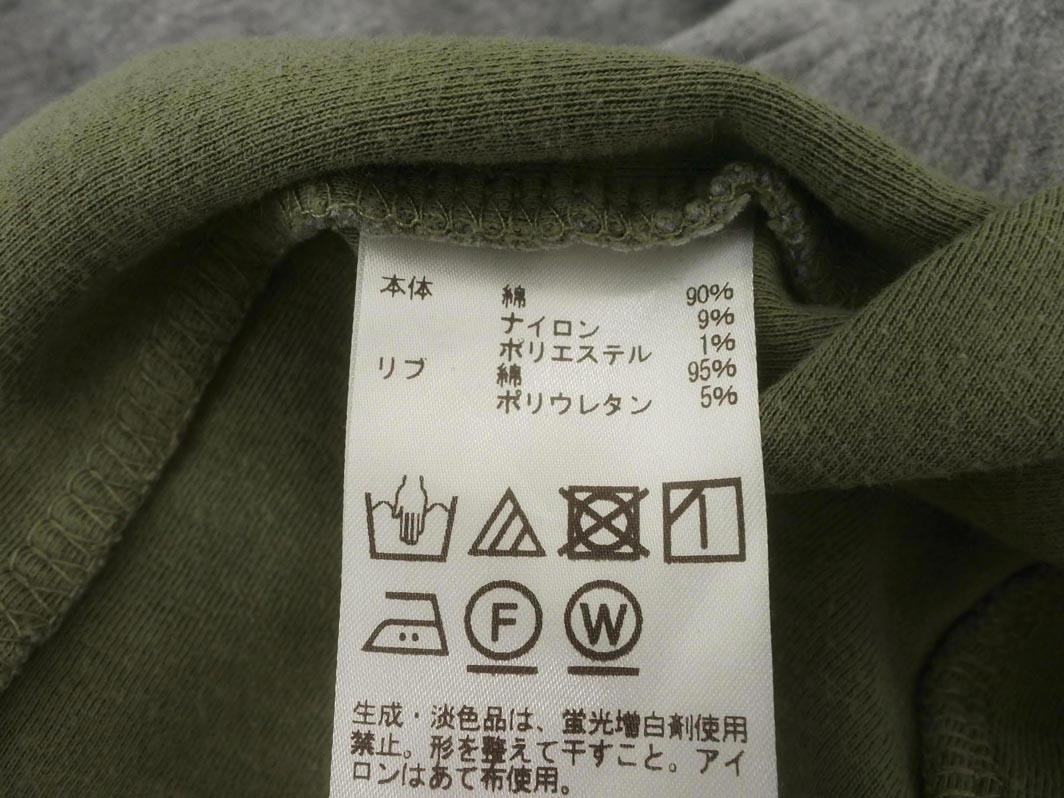 本体 綿 90%
ナイロン 9%
ポリエステル 1%
リブ 綿 95%
ポリウレタン 5%
F W
生成・淡色品は、蛍光増白剤使用
禁止。形を整えて干すこと。アイ
ロンはあて布使用。